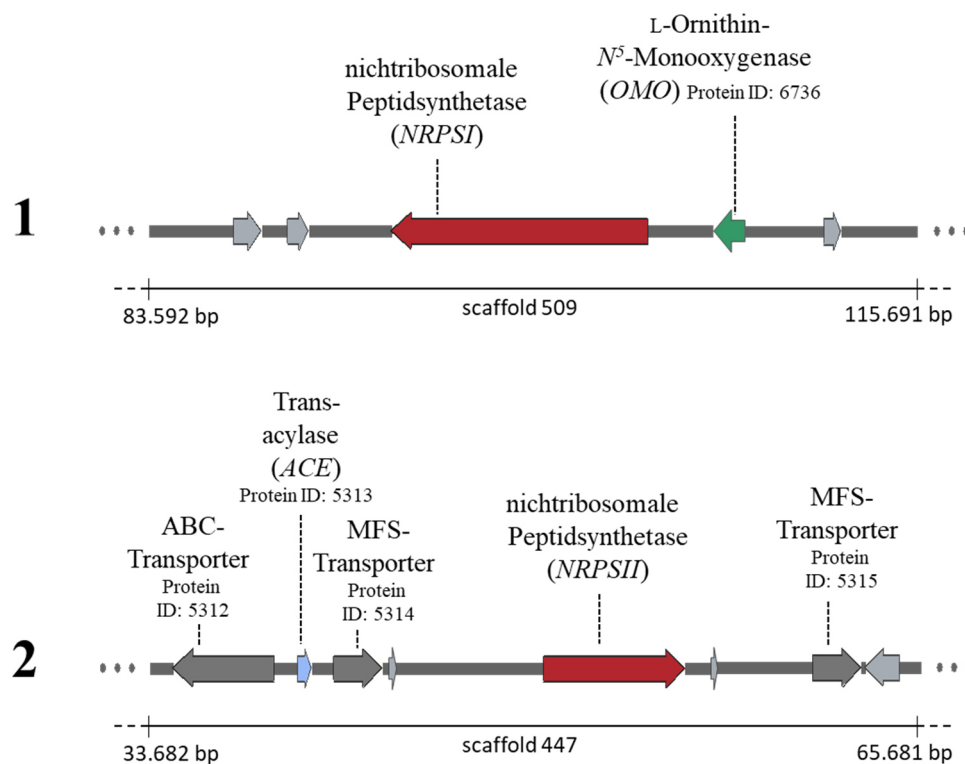 nichtribosomale
Peptidsynthetase
(NRPSI)
L-Ornithin-
N⁵-Monooxygenase
(OMO) Protein ID: 6736
1
83.592 bp
scaffold 509
115.691 bp
ABC-
Transporter
Protein
ID: 5312
Trans-
acylase
(ACE)
Protein ID: 5313
MFS-
Transporter
Protein
ID: 5314
nichtribosomale
Peptidsynthetase
(NRPSII)
MFS-
Transporter
Protein
ID: 5315
2
33.682 bp
scaffold 447
65.681 bp